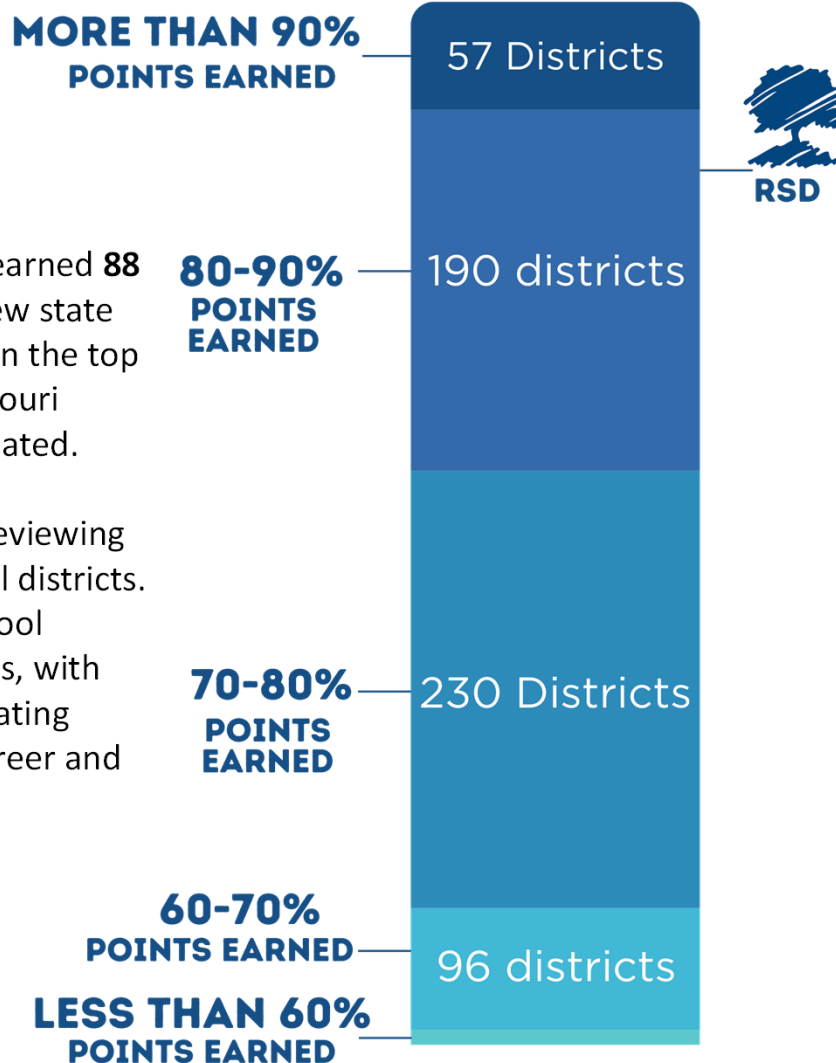 MORE THAN 90%
POINTS EARNED
57 Districts
RSD
earned 88
ew state
n the top
ouri
ated.
eviewing
l districts.
ool
s, with
ating
reer and
80-90%
POINTS
EARNED
190 districts
70-80%
POINTS
EARNED
230 Districts
60-70%
POINTS EARNED
96 districts
LESS THAN 60%
POINTS EARNED